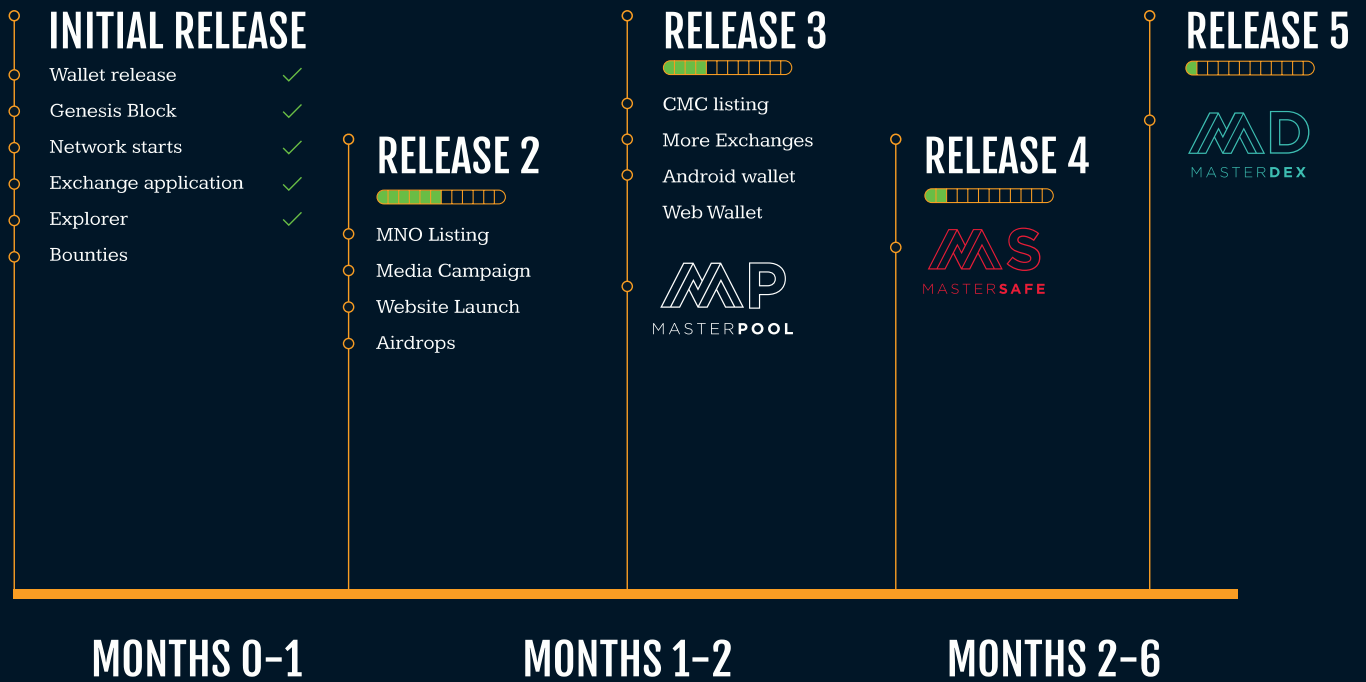 INITIAL RELEASE
Wallet release
Genesis Block
Network starts
Exchange application
Explorer
Bounties
RELEASE 2
MNO Listing
Media Campaign
Website Launch
Airdrops
RELEASE 3
CMC listing
More Exchanges
Android wallet
Web Wallet
MP
MASTERPOOL
RELEASE 4
MS
MASTERSAFE
RELEASE 5
MD
MASTERDEX
MONTHS 0-1
MONTHS 1-2
MONTHS 2-6